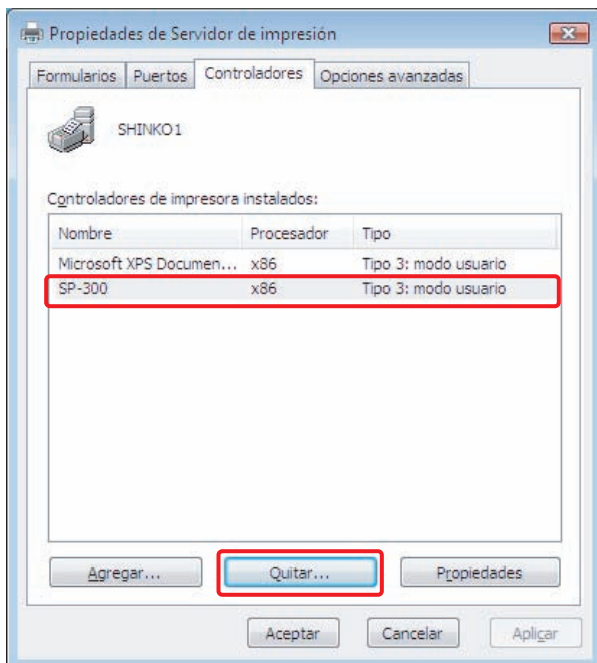 Propiedades de Servidor de impresión
Formularios Puertos Controladores Opciones avanzadas
SHINKO1
Controladores de impresora instalados:
Nombre Procesador Tipo
Microsoft XPS Documen... x86 Tipo 3: modo usuario
SP-300 x86 Tipo 3: modo usuario
Agregar... Quitar... Propiedades
Aceptar Cancelar Aplicar